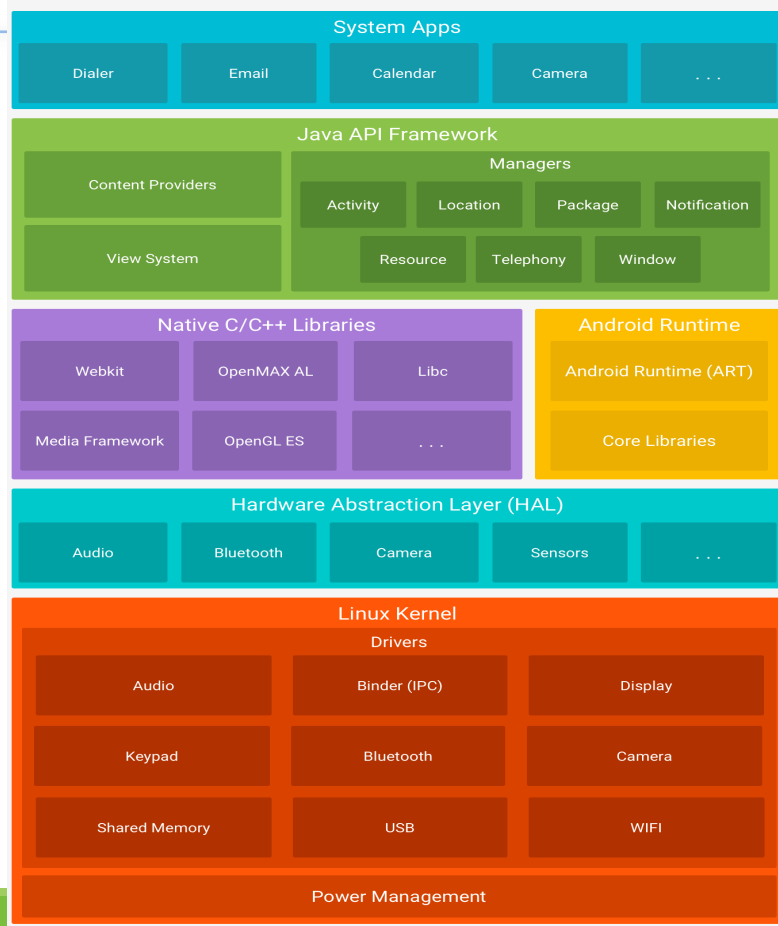 System Apps
Dialer
Email
Calendar
Camera
. . .
Java API Framework
Content Providers
View System
Managers
Activity
Location
Package
Notification
Resource
Telephony
Window
Native C/C++ Libraries
Webkit
OpenMAX AL
Libc
Media Framework
OpenGL ES
. . .
Android Runtime
Android Runtime (ART)
Core Libraries
Hardware Abstraction Layer (HAL)
Audio
Bluetooth
Camera
Sensors
. . .
Linux Kernel
Drivers
Audio
Binder (IPC)
Display
Keypad
Bluetooth
Camera
Shared Memory
USB
WIFI
Power Management